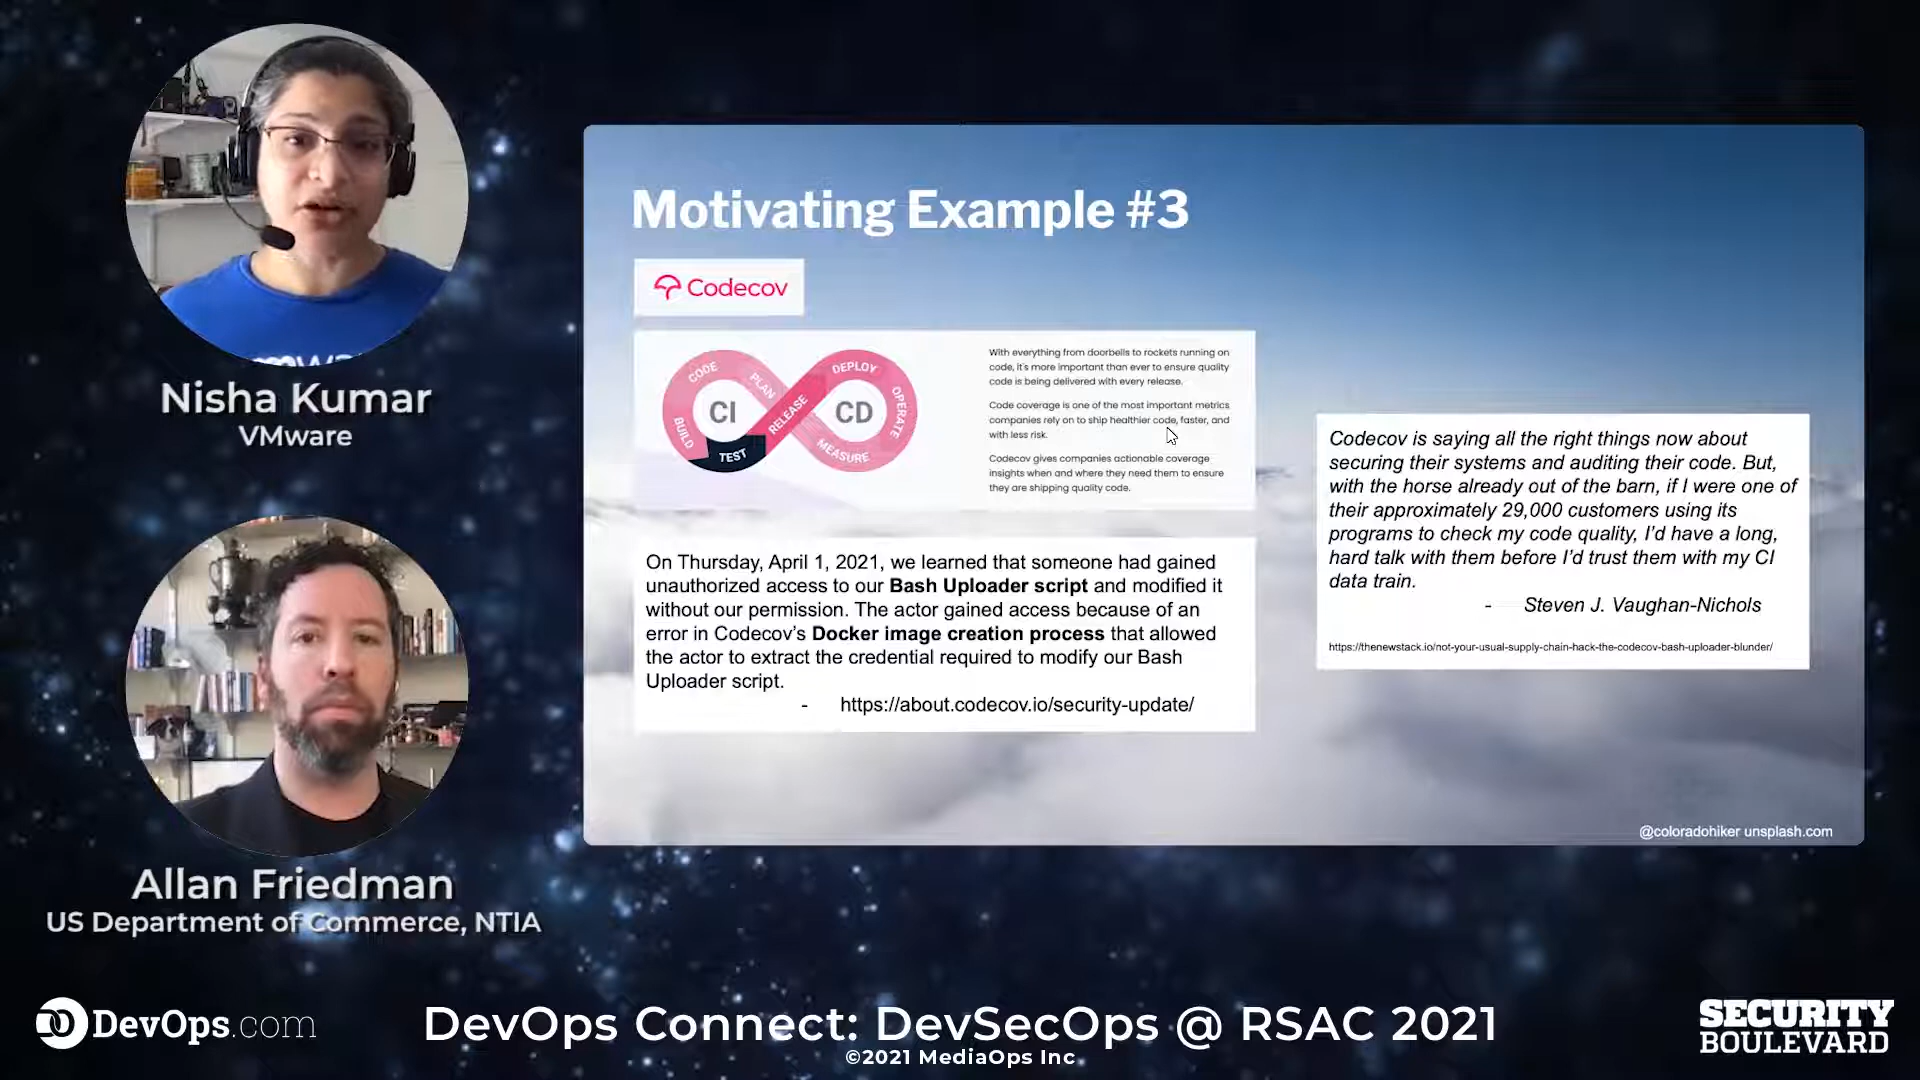 Nisha Kumar
VMware
Allan Friedman
US Department of Commerce, NTIA
Motivating Example #3
Codecov
CODE
PLAN
BUILD
TEST
RELEASE
DEPLOY
OPERATE
MEASURE
CI
CD
With everything from doorbells to rockets running on
code, it's more important than ever to ensure quality
code is being delivered with every release.
Code coverage is one of the most important metrics
companies rely on to ship healthier code, faster, and
with less risk.
Codecov gives companies actionable coverage
insights when and where they need them to ensure
they are shipping quality code.
On Thursday, April 1, 2021, we learned that someone had gained
unauthorized access to our Bash Uploader script and modified it
without our permission. The actor gained access because of an
error in Codecov's Docker image creation process that allowed
the actor to extract the credential required to modify our Bash
Uploader script.
- https://about.codecov.io/security-update/
Codecov is saying all the right things now about
securing their systems and auditing their code. But,
with the horse already out of the barn, if I were one of
their approximately 29,000 customers using its
programs to check my code quality, I'd have a long,
hard talk with them before I'd trust them with my CI
data train.
- Steven J. Vaughan-Nichols
https://thenewstack.io/not-your-usual-supply-chain-hack-the-codecov-bash-uploader-blunder/
@coloradohiker unsplash.com
DevOps.com
DevOps Connect: DevSecOps @ RSAC 2021
©2021 MediaOps Inc
SECURITY
BOULEVARD